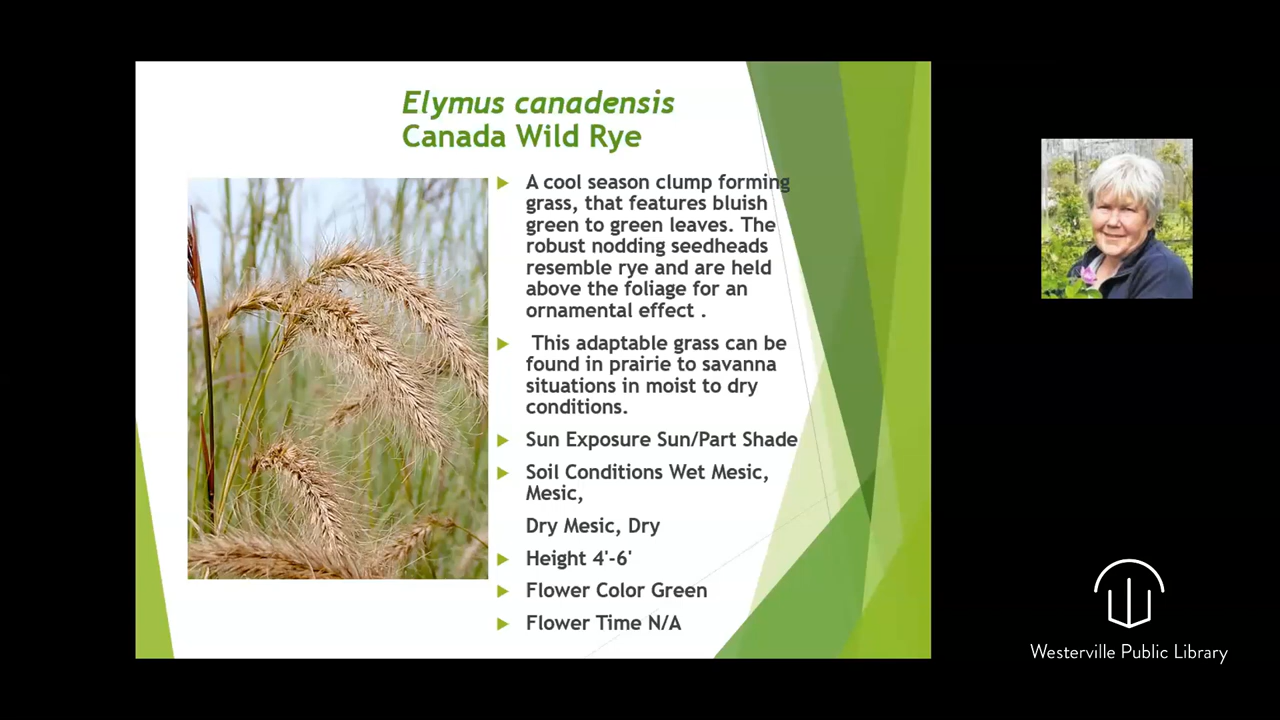 Elymus canadensis
Canada Wild Rye
A cool season clump forming
grass, that features bluish
green to green leaves. The
robust nodding seedheads
resemble rye and are held
above the foliage for an
ornamental effect .
This adaptable grass can be
found in prairie to savanna
situations in moist to dry
conditions.
Sun Exposure Sun/Part Shade
Soil Conditions Wet Mesic,
Mesic,
Dry Mesic, Dry
Height 4'-6'
Flower Color Green
Flower Time N/A
Westerville Public Library